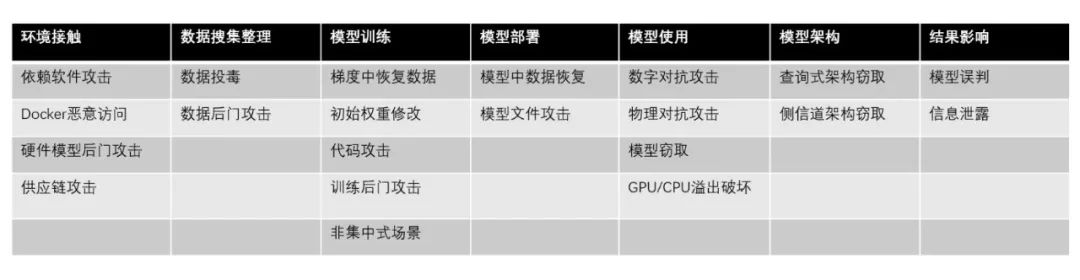 环境接触 数据搜集整理 模型训练 模型部署 模型使用 模型架构 结果影响
依赖软件攻击 数据投毒 梯度中恢复数据 模型中数据恢复 数字对抗攻击 查询式架构窃取 模型误判
Docker恶意访问 数据后门攻击 初始权重修改 模型文件攻击 物理对抗攻击 侧信道架构窃取 信息泄露
硬件模型后门攻击 代码攻击 模型窃取
供应链攻击 训练后门攻击 GPU/CPU溢出破坏
非集中式场景